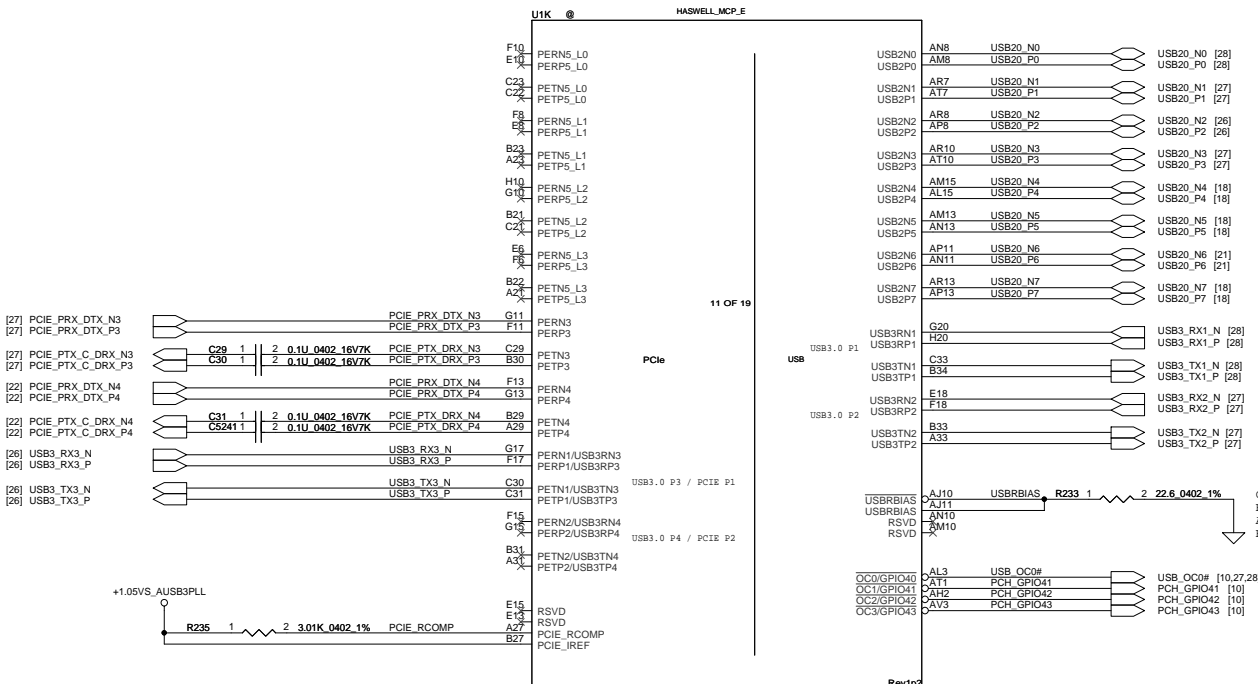 U1K @ HASWELL_MCP_E
F10 PERN5_L0
E10 PERP5_L0
C23 PETN5_L0
C22 PETP5_L0
F8 PERN5_L1
E8 PERP5_L1
B23 PETN5_L1
A23 PETP5_L1
H10 PERN5_L2
G10 PERP5_L2
B21 PETN5_L2
C21 PETP5_L2
E6 PERN5_L3
F6 PERP5_L3
B22 PETN5_L3
A21 PETP5_L3
[27] PCIE_PRX_DTX_N3 PCIE_PRX_DTX_N3 G11 PERN3
[27] PCIE_PRX_DTX_P3 PCIE_PRX_DTX_P3 F11 PERP3
[27] PCIE_PTX_C_DRX_N3 C29 1 2 0.1U_0402_16V7K PCIE_PTX_DRX_N3 C29 PETN3
[27] PCIE_PTX_C_DRX_P3 C30 1 2 0.1U_0402_16V7K PCIE_PTX_DRX_P3 B30 PETP3
[22] PCIE_PRX_DTX_N4 PCIE_PRX_DTX_N4 F13 PERN4
[22] PCIE_PRX_DTX_P4 PCIE_PRX_DTX_P4 G13 PERP4
[22] PCIE_PTX_C_DRX_N4 C31 1 2 0.1U_0402_16V7K PCIE_PTX_DRX_N4 B29 PETN4
[22] PCIE_PTX_C_DRX_P4 C5241 1 2 0.1U_0402_16V7K PCIE_PTX_DRX_P4 A29 PETP4
[26] USB3_RX3_N USB3_RX3_N G17 PERN1/USB3RN3
[26] USB3_RX3_P USB3_RX3_P F17 PERP1/USB3RP3
[26] USB3_TX3_N USB3_TX3_N C30 PETN1/USB3TN3
[26] USB3_TX3_P USB3_TX3_P C31 PETP1/USB3TP3
USB3.0 P3 / PCIE P1
F15 PERN2/USB3RN4
G15 PERP2/USB3RP4
USB3.0 P4 / PCIE P2
B31 PETN2/USB3TN4
A31 PETP2/USB3TP4
+1.05VS_AUSB3PLL
E15 RSVD
E13 RSVD
R235 1 2 3.01K_0402_1% PCIE_RCOMP A27 PCIE_RCOMP
B27 PCIE_IREF
11 OF 19
PCIe USB
USB2N0 AN8 USB20_N0 USB20_N0 [28]
USB2P0 AM8 USB20_P0 USB20_P0 [28]
USB2N1 AR7 USB20_N1 USB20_N1 [27]
USB2P1 AT7 USB20_P1 USB20_P1 [27]
USB2N2 AR8 USB20_N2 USB20_N2 [26]
USB2P2 AP8 USB20_P2 USB20_P2 [26]
USB2N3 AR10 USB20_N3 USB20_N3 [27]
USB2P3 AT10 USB20_P3 USB20_P3 [27]
USB2N4 AM15 USB20_N4 USB20_N4 [18]
USB2P4 AL15 USB20_P4 USB20_P4 [18]
USB2N5 AM13 USB20_N5 USB20_N5 [18]
USB2P5 AN13 USB20_P5 USB20_P5 [18]
USB2N6 AP11 USB20_N6 USB20_N6 [21]
USB2P6 AN11 USB20_P6 USB20_P6 [21]
USB2N7 AR13 USB20_N7 USB20_N7 [18]
USB2P7 AP13 USB20_P7 USB20_P7 [18]
USB3RN1 G20 USB3_RX1_N [28]
USB3RP1 H20 USB3_RX1_P [28]
USB3.0 P1
USB3TN1 C33 USB3_TX1_N [28]
USB3TP1 B34 USB3_TX1_P [28]
USB3RN2 E18 USB3_RX2_N [27]
USB3RP2 F18 USB3_RX2_P [27]
USB3.0 P2
USB3TN2 B33 USB3_TX2_N [27]
USB3TP2 A33 USB3_TX2_P [27]
USBRBIAS AJ10 USBRBIAS R233 1 2 22.6_0402_1%
USBRBIAS AJ11
RSVD AN10
RSVD AM10
OC0/GPIO40 AL3 USB_OC0# USB_OC0# [10,27,28
OC1/GPIO41 AT1 PCH_GPIO41 PCH_GPIO41 [10]
OC2/GPIO42 AH2 PCH_GPIO42 PCH_GPIO42 [10]
OC3/GPIO43 AV3 PCH_GPIO43 PCH_GPIO43 [10]
Rev1p2